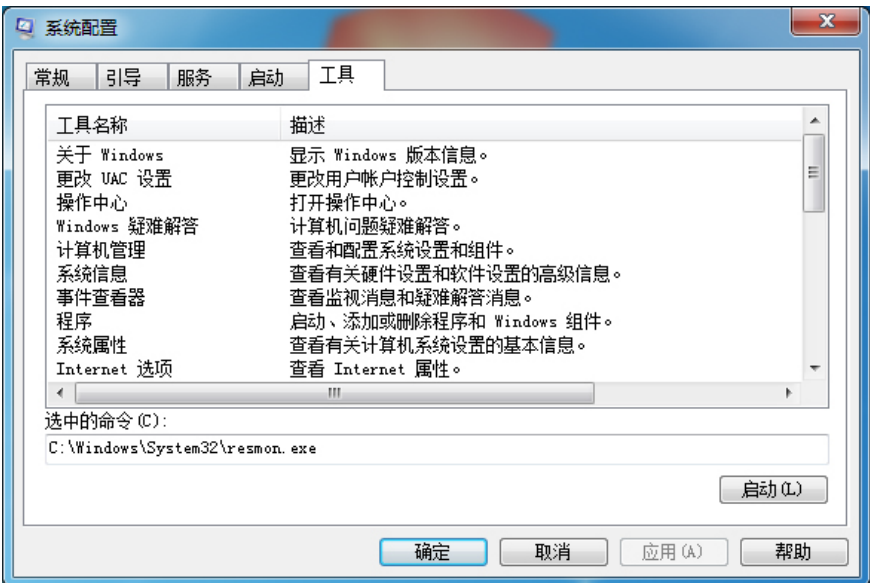 系统配置
常规 引导 服务 启动 工具
工具名称 描述
关于 Windows 显示 Windows 版本信息。
更改 UAC 设置 更改用户帐户控制设置。
操作中心 打开操作中心。
Windows 疑难解答 计算机问题疑难解答。
计算机管理 查看和配置系统设置和组件。
系统信息 查看有关硬件设置和软件设置的高级信息。
事件查看器 查看监视消息和疑难解答消息。
程序 启动、添加或删除程序和 Windows 组件。
系统属性 查看有关计算机系统设置的基本信息。
Internet 选项 查看 Internet 属性。
选中的命令(C):
C:\Windows\System32\resmon.exe
启动(L)
确定 取消 应用(A) 帮助